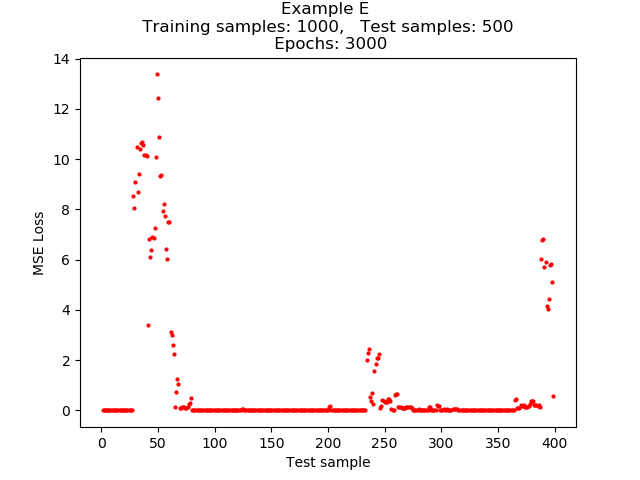 Example E
Training samples: 1000,   Test samples: 500
Epochs: 3000
14
12
10
8
6
4
2
0
MSE Loss
0 50 100 150 200 250 300 350 400
Test sample